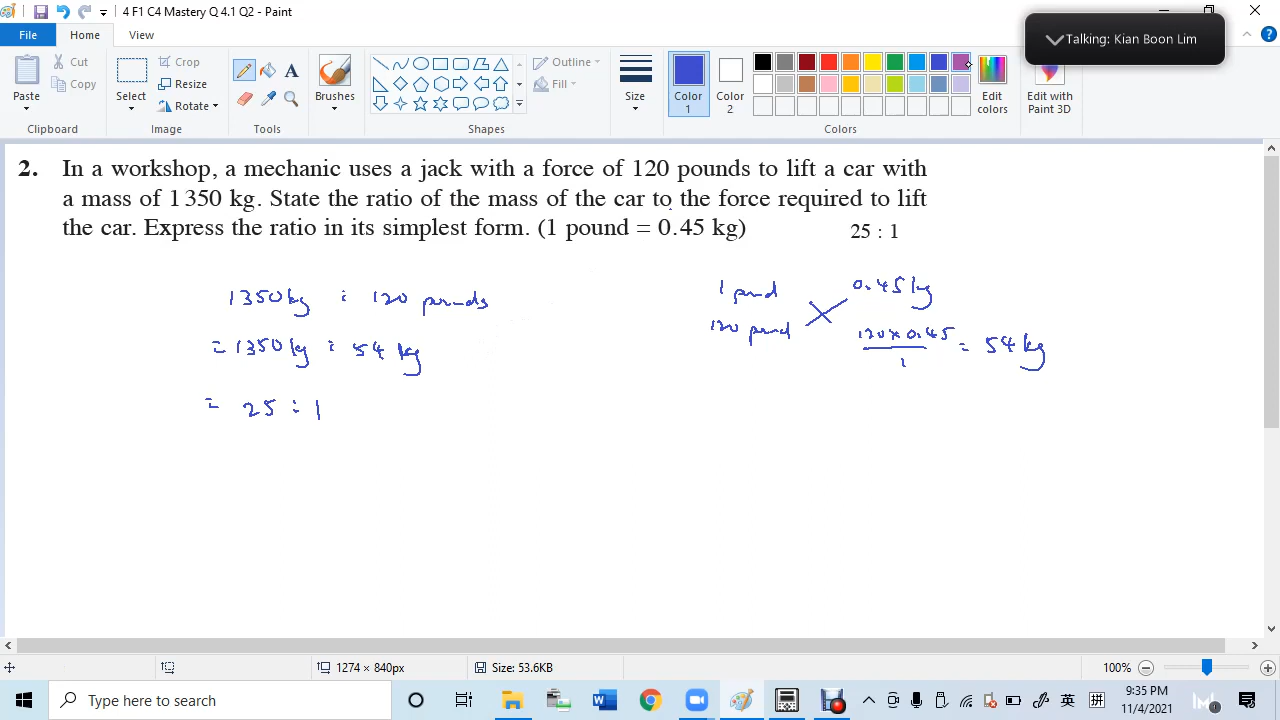 4 F1 C4 Mastery Q 4.1 Q2 - Paint
Talking: Kian Boon Lim
File Home View
Paste Cut Copy Clipboard
Select Crop Resize Rotate Image
Tools
Brushes
Outline Fill Shapes
Size
Color 1 Color 2 Edit colors Colors
Edit with Paint 3D
2. In a workshop, a mechanic uses a jack with a force of 120 pounds to lift a car with
a mass of 1 350 kg. State the ratio of the mass of the car to the force required to lift
the car. Express the ratio in its simplest form. (1 pound = 0.45 kg) 25 : 1
1350kg : 120 pounds
= 1350kg : 54 kg
= 25 : 1
1 pound 0.45 kg
120 pound 120 x 0.45
1
= 54 kg
1274 × 840px Size: 53.6KB 100%
Type here to search
英 拼 9:35 PM
11/4/2021